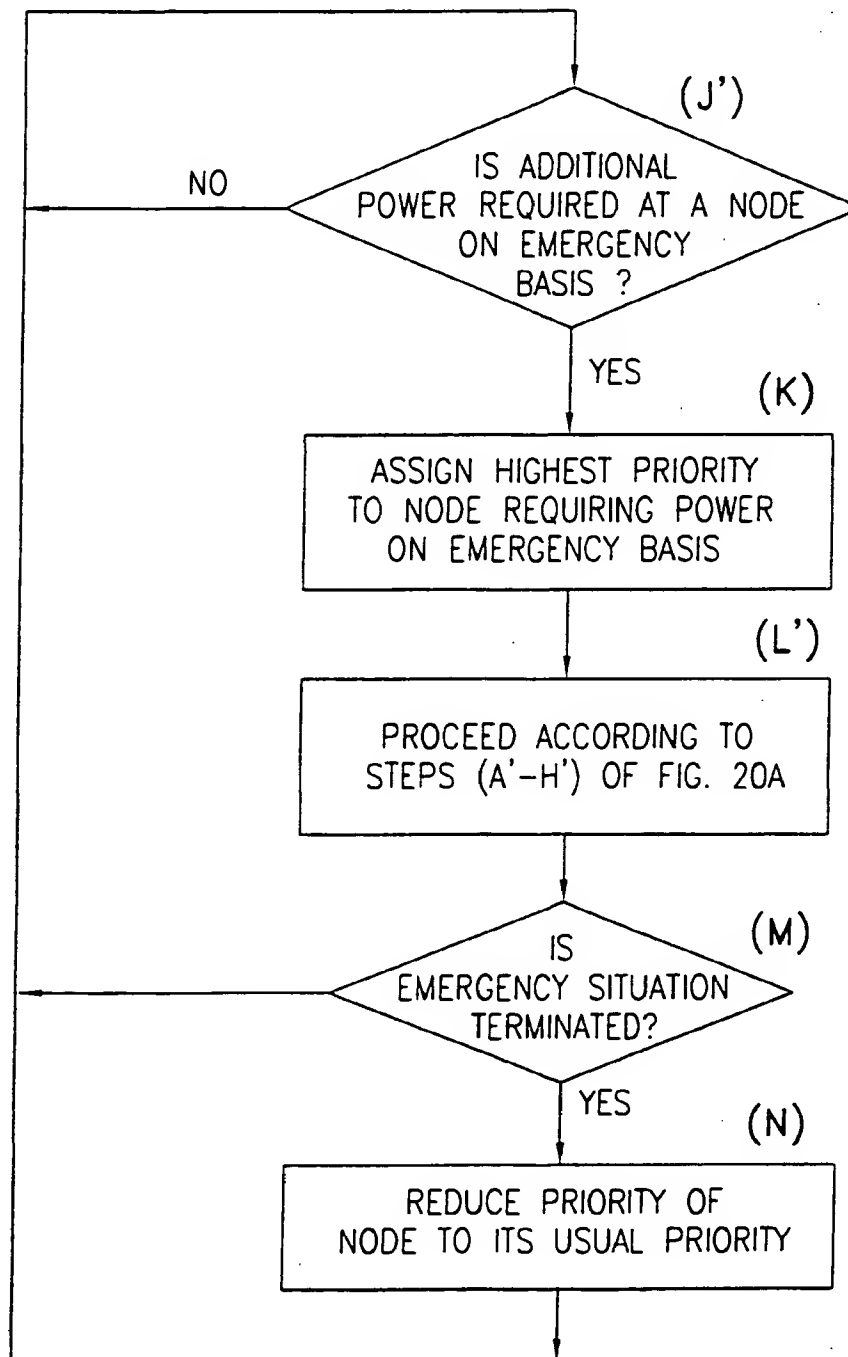 (J')
IS ADDITIONAL
POWER REQUIRED AT A NODE
ON EMERGENCY
BASIS ?
NO
YES
(K)
ASSIGN HIGHEST PRIORITY
TO NODE REQUIRING POWER
ON EMERGENCY BASIS
(L')
PROCEED ACCORDING TO
STEPS (A'-H') OF FIG. 20A
(M)
IS
EMERGENCY SITUATION
TERMINATED?
YES
(N)
REDUCE PRIORITY OF
NODE TO ITS USUAL PRIORITY